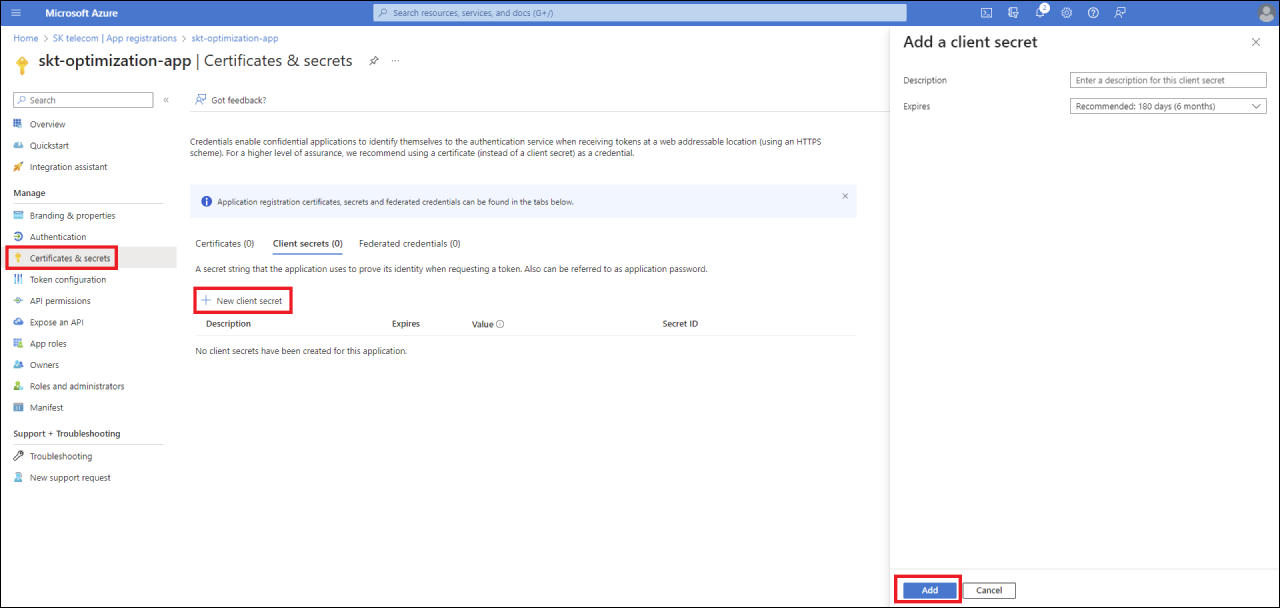 Microsoft Azure
Search resources, services, and docs (G+/)
2
Home > SK telecom | App registrations > skt-optimization-app
skt-optimization-app | Certificates & secrets
...
Search
«
Overview
Quickstart
Integration assistant
Manage
Branding & properties
Authentication
Certificates & secrets
Token configuration
API permissions
Expose an API
App roles
Owners
Roles and administrators
Manifest
Support + Troubleshooting
Troubleshooting
New support request
Got feedback?
Credentials enable confidential applications to identify themselves to the authentication service when receiving tokens at a web addressable location (using an HTTPS
scheme). For a higher level of assurance, we recommend using a certificate (instead of a client secret) as a credential.
Application registration certificates, secrets and federated credentials can be found in the tabs below.
Certificates (0) Client secrets (0) Federated credentials (0)
A secret string that the application uses to prove its identity when requesting a token. Also can be referred to as application password.
New client secret
Description Expires Value Secret ID
No client secrets have been created for this application.
Add a client secret
Description Enter a description for this client secret
Expires Recommended: 180 days (6 months)
Add Cancel